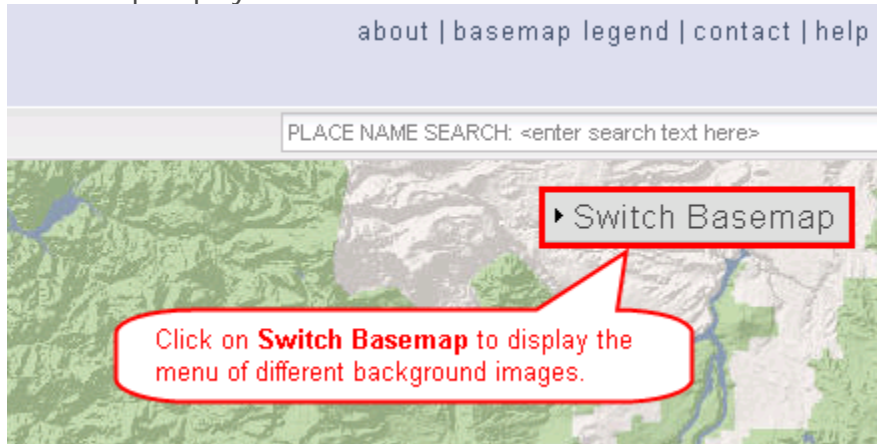 about | basemap legend | contact | help
PLACE NAME SEARCH: <enter search text here>
Switch Basemap
Click on Switch Basemap to display the
menu of different background images.